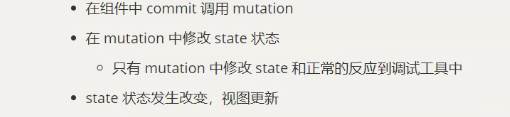 在组件中 commit 调用 mutation
在 mutation 中修改 state 状态
只有 mutation 中修改 state 和正常的反应到调试工具中
state 状态发生改变，视图更新